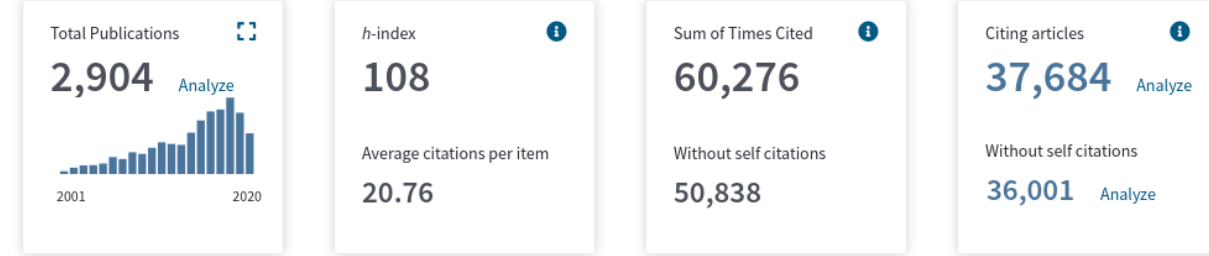 Total Publications
2,904 Analyze
2001 2020
h-index
108
Average citations per item
20.76
Sum of Times Cited
60,276
Without self citations
50,838
Citing articles
37,684 Analyze
Without self citations
36,001 Analyze